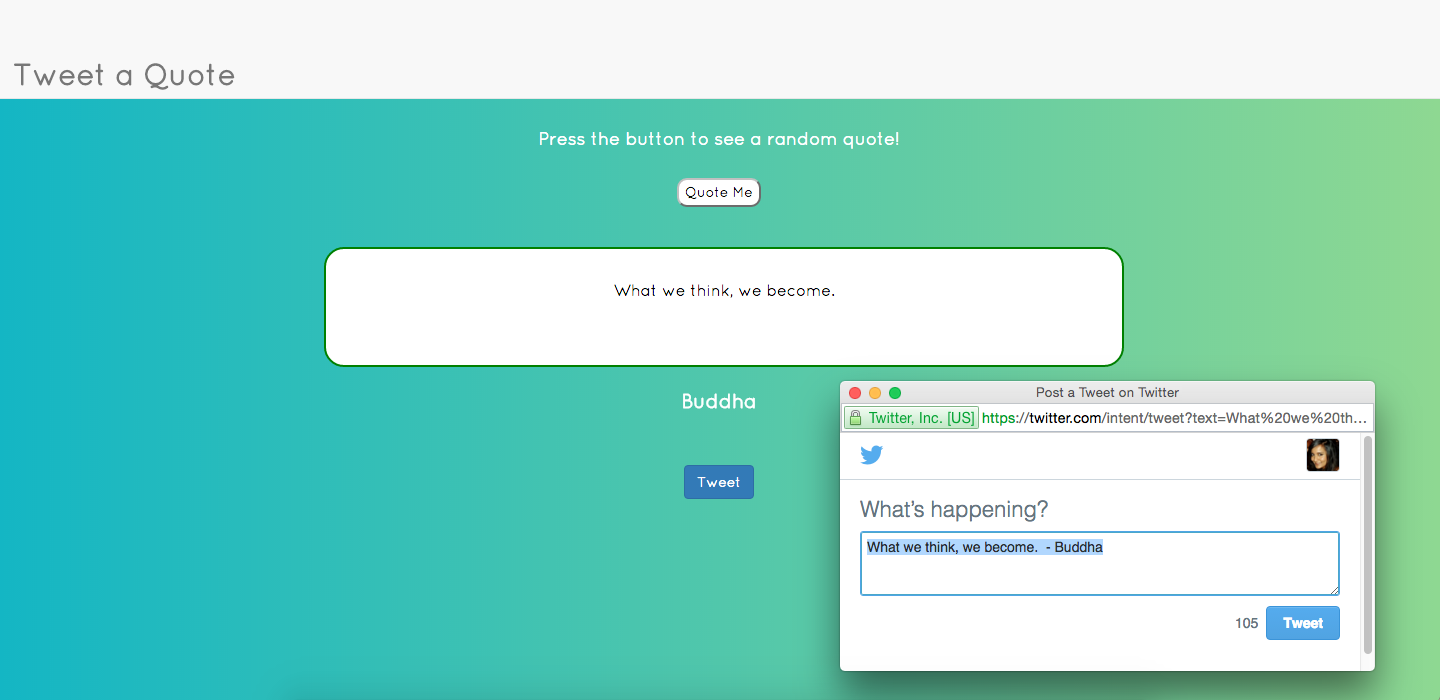 Tweet a Quote
Press the button to see a random quote!
Quote Me
What we think, we become.
Buddha
Tweet
Post a Tweet on Twitter
Twitter, Inc. [US] https://twitter.com/intent/tweet?text=What%20we%20th...
What's happening?
What we think, we become.  - Buddha
105 Tweet